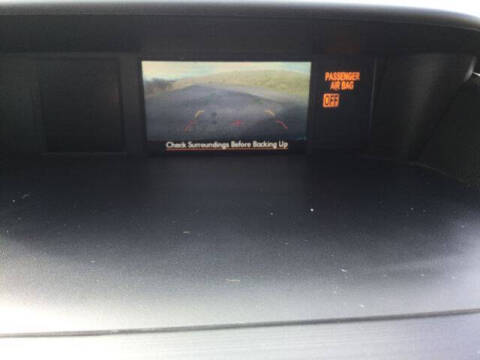 PASSENGER
AIR BAG
OFF
Check Surroundings Before Backing Up